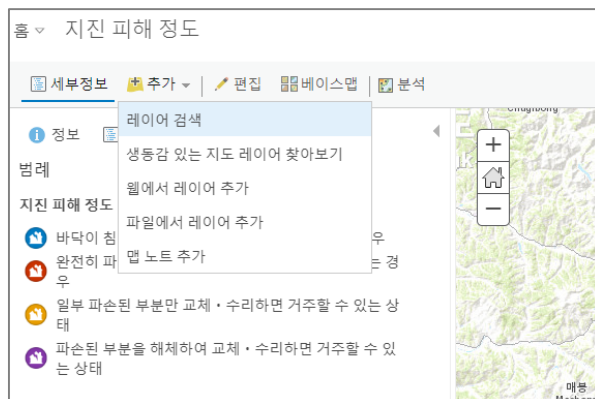 홈 지진 피해 정도
세부정보 추가 편집 베이스맵 분석
정보
범례
지진 피해 정도
레이어 검색
생동감 있는 지도 레이어 찾아보기
웹에서 레이어 추가
파일에서 레이어 추가
맵 노트 추가
바닥이 침 우
완전히 파 는 경
우
일부 파손된 부분만 교체・수리하면 거주할 수 있는 상
태
파손된 부분을 해체하여 교체・수리하면 거주할 수 있
는 상태
+
−
매봉